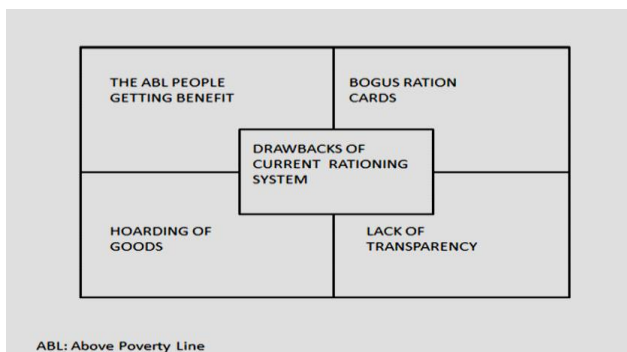 THE ABL PEOPLE
GETTING BENEFIT
BOGUS RATION
CARDS
DRAWBACKS OF
CURRENT RATIONING
SYSTEM
HOARDING OF
GOODS
LACK OF
TRANSPARENCY
ABL: Above Poverty Line